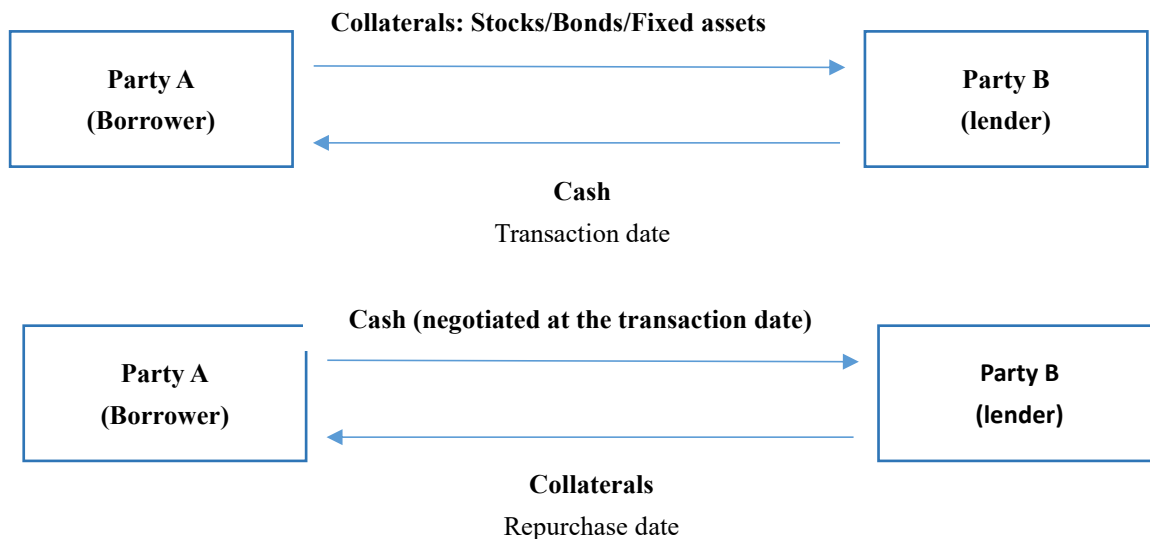 Collaterals: Stocks/Bonds/Fixed assets
Party A
(Borrower)
Party B
(lender)
Cash
Transaction date
Cash (negotiated at the transaction date)
Party A
(Borrower)
Party B
(lender)
Collaterals
Repurchase date